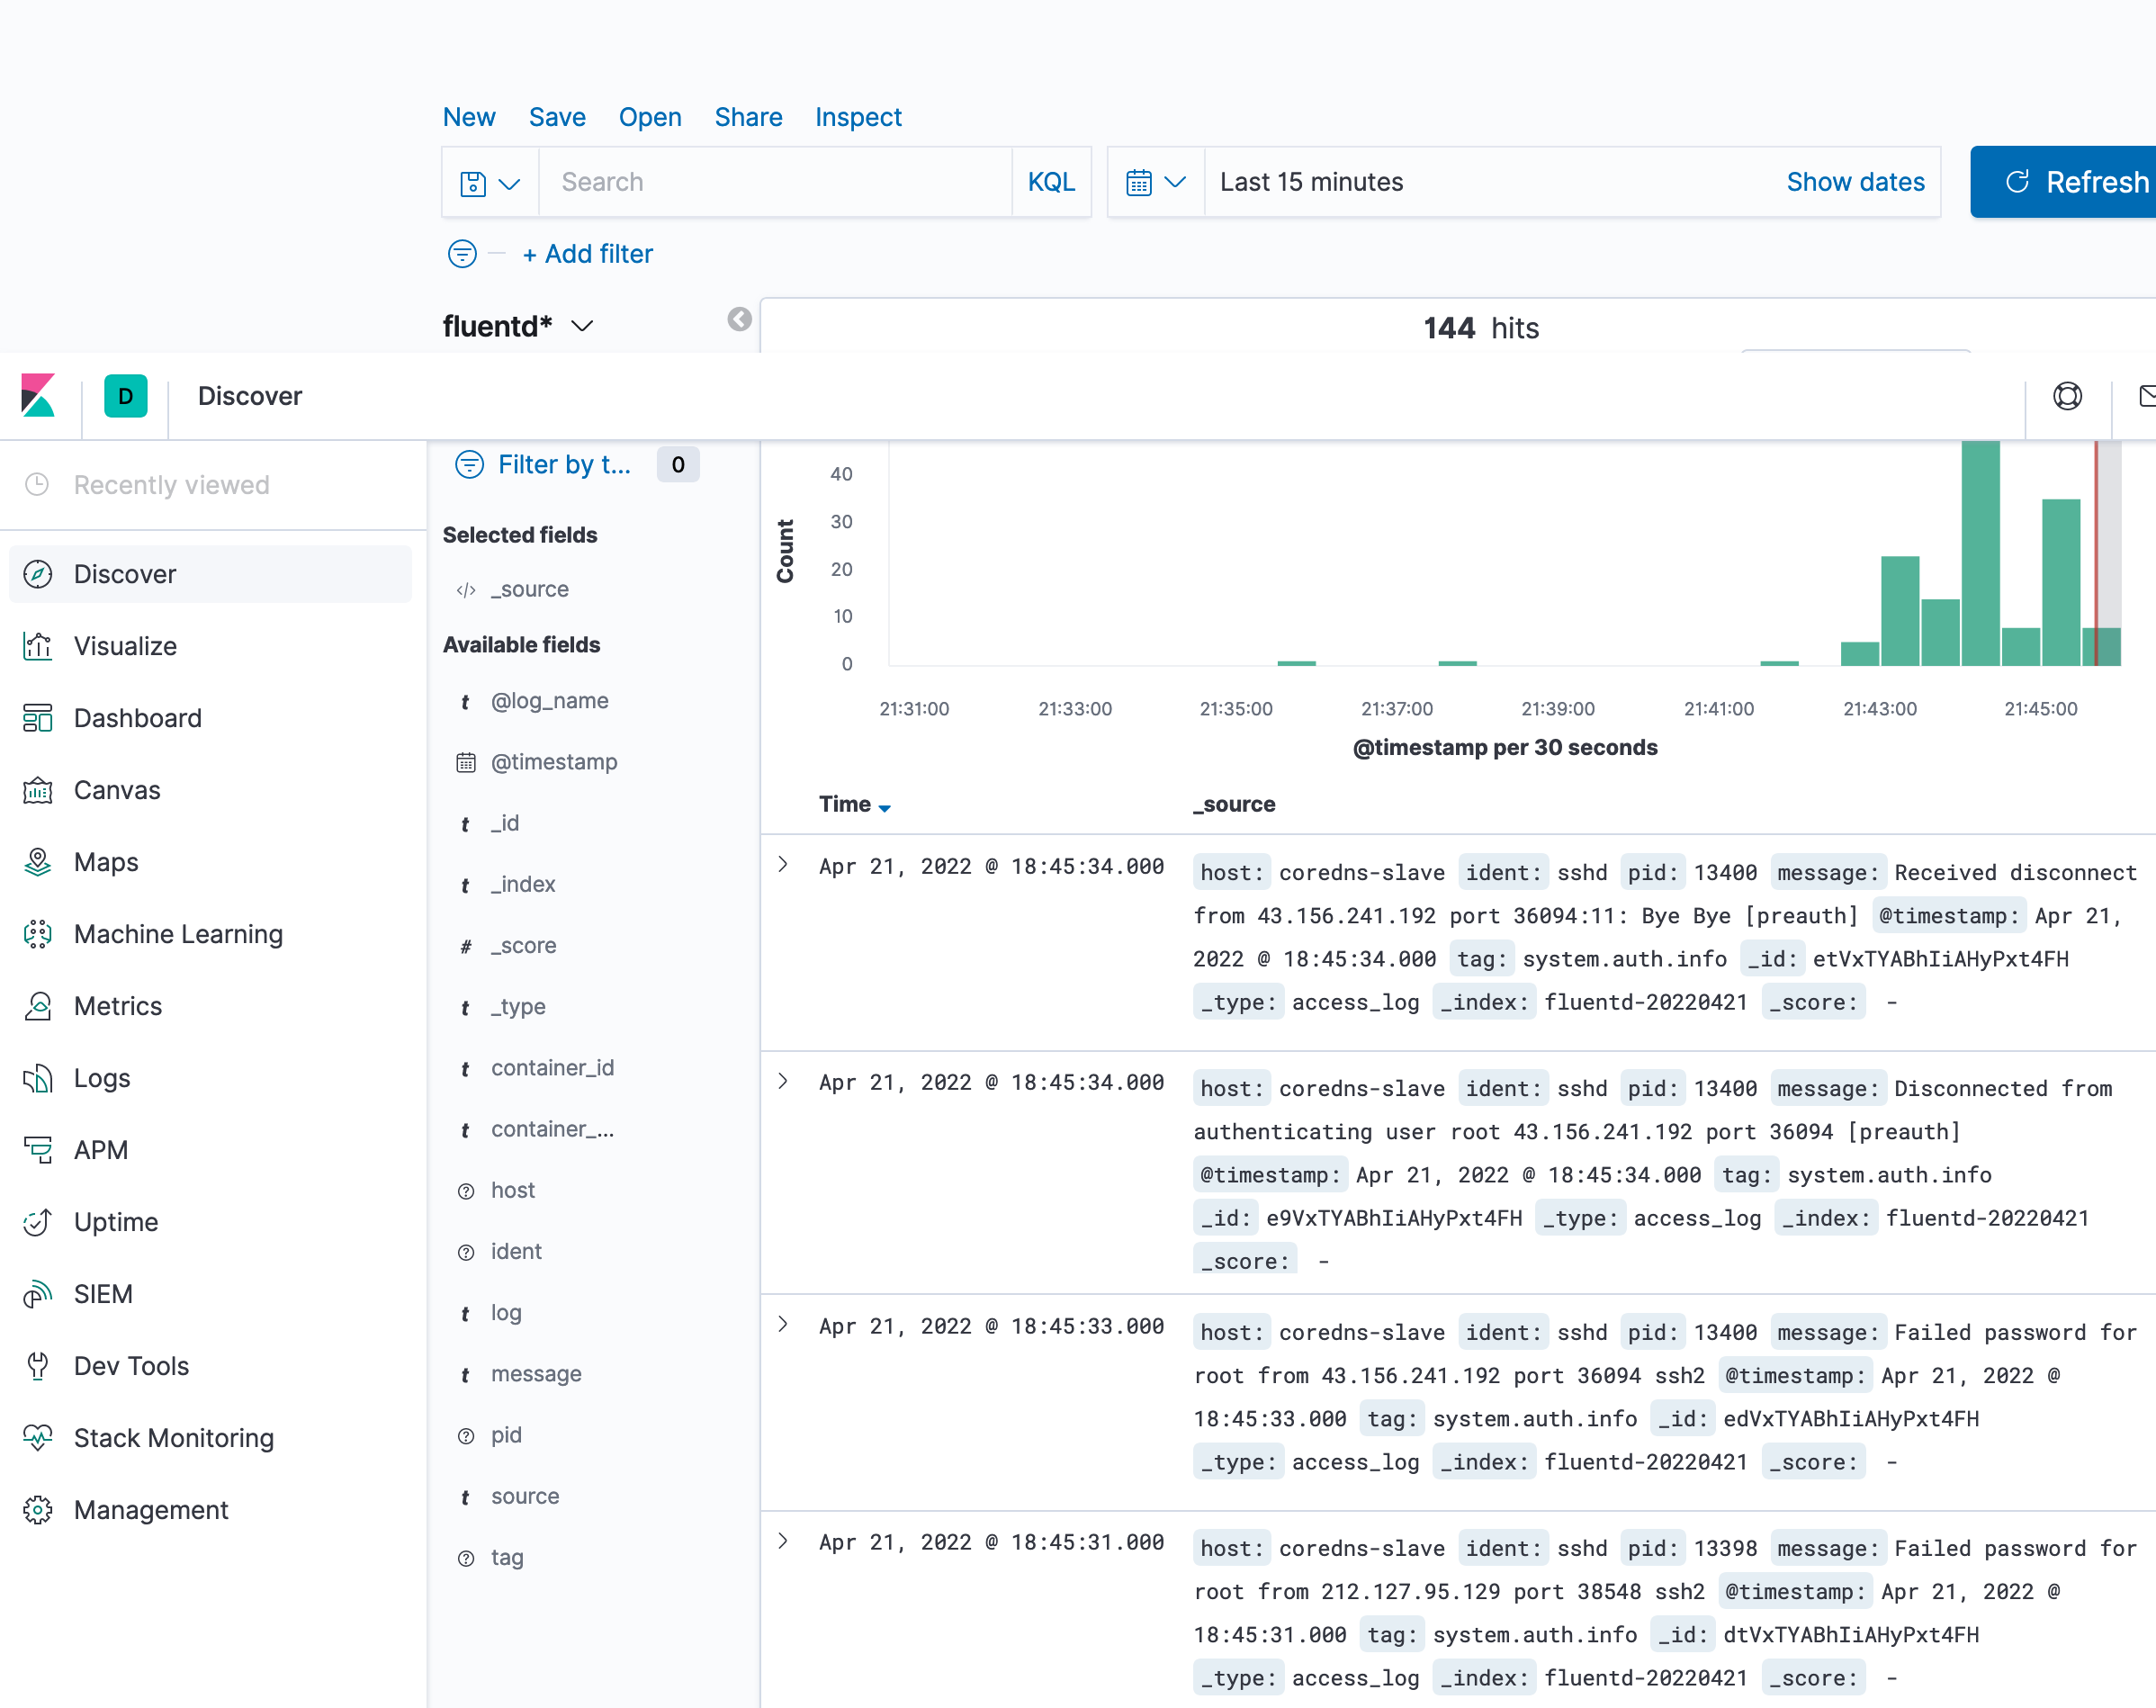 New Save Open Share Inspect
Search KQL Last 15 minutes Show dates Refresh
+ Add filter
fluentd*
144 hits
D Discover
Recently viewed
Discover
Visualize
Dashboard
Canvas
Maps
Machine Learning
Metrics
Logs
APM
Uptime
SIEM
Dev Tools
Stack Monitoring
Management
Filter by t... 0
Selected fields
</> _source
Available fields
t @log_name
@timestamp
t _id
t _index
# _score
t _type
t container_id
t container_...
? host
? ident
t log
t message
? pid
t source
? tag
Count
40
30
20
10
0
21:31:00 21:33:00 21:35:00 21:37:00 21:39:00 21:41:00 21:43:00 21:45:00
@timestamp per 30 seconds
Time _source
Apr 21, 2022 @ 18:45:34.000 host: coredns-slave ident: sshd pid: 13400 message: Received disconnect
from 43.156.241.192 port 36094:11: Bye Bye [preauth] @timestamp: Apr 21,
2022 @ 18:45:34.000 tag: system.auth.info _id: etVxTYABhIiAHyPxt4FH
_type: access_log _index: fluentd-20220421 _score: -
Apr 21, 2022 @ 18:45:34.000 host: coredns-slave ident: sshd pid: 13400 message: Disconnected from
authenticating user root 43.156.241.192 port 36094 [preauth]
@timestamp: Apr 21, 2022 @ 18:45:34.000 tag: system.auth.info
_id: e9VxTYABhIiAHyPxt4FH _type: access_log _index: fluentd-20220421
_score: -
Apr 21, 2022 @ 18:45:33.000 host: coredns-slave ident: sshd pid: 13400 message: Failed password for
root from 43.156.241.192 port 36094 ssh2 @timestamp: Apr 21, 2022 @
18:45:33.000 tag: system.auth.info _id: edVxTYABhIiAHyPxt4FH
_type: access_log _index: fluentd-20220421 _score: -
Apr 21, 2022 @ 18:45:31.000 host: coredns-slave ident: sshd pid: 13398 message: Failed password for
root from 212.127.95.129 port 38548 ssh2 @timestamp: Apr 21, 2022 @
18:45:31.000 tag: system.auth.info _id: dtVxTYABhIiAHyPxt4FH
_type: access_log _index: fluentd-20220421 _score: -